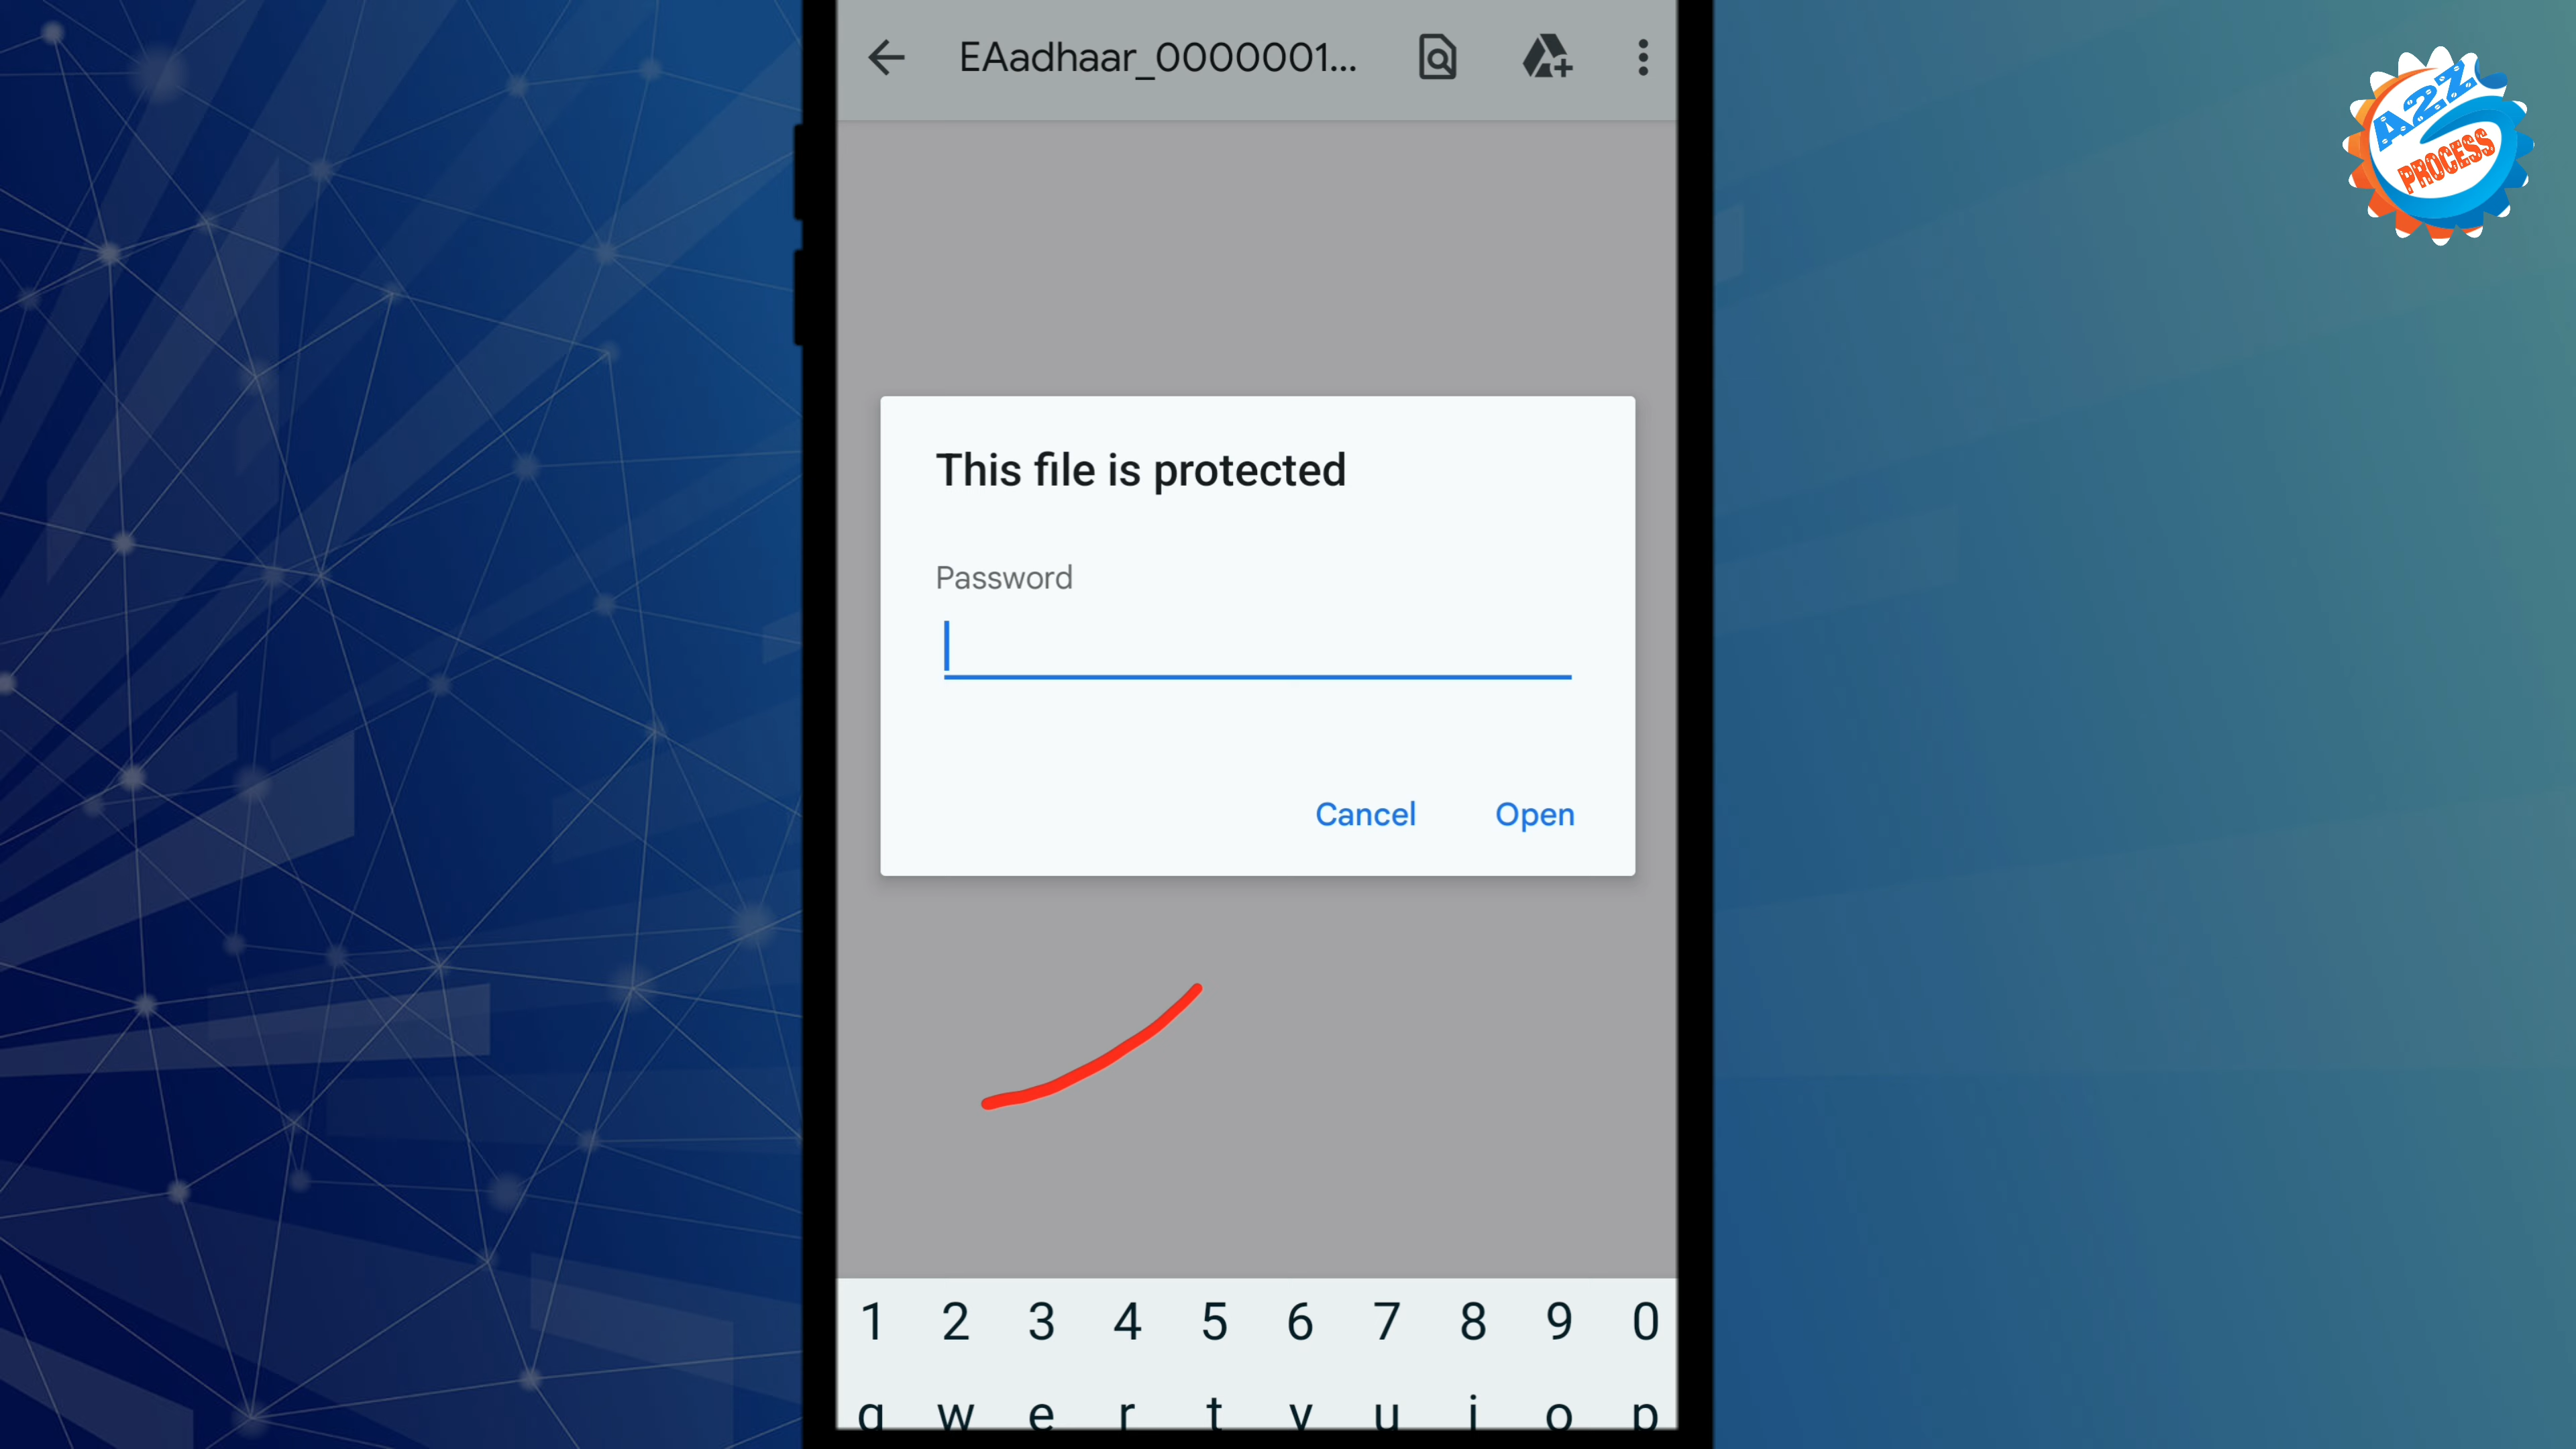 EAadhaar_0000001...
A2Z
PROCESS
This file is protected
Password
Cancel Open
1 2 3 4 5 6 7 8 9 0
q w e r t y u i o p